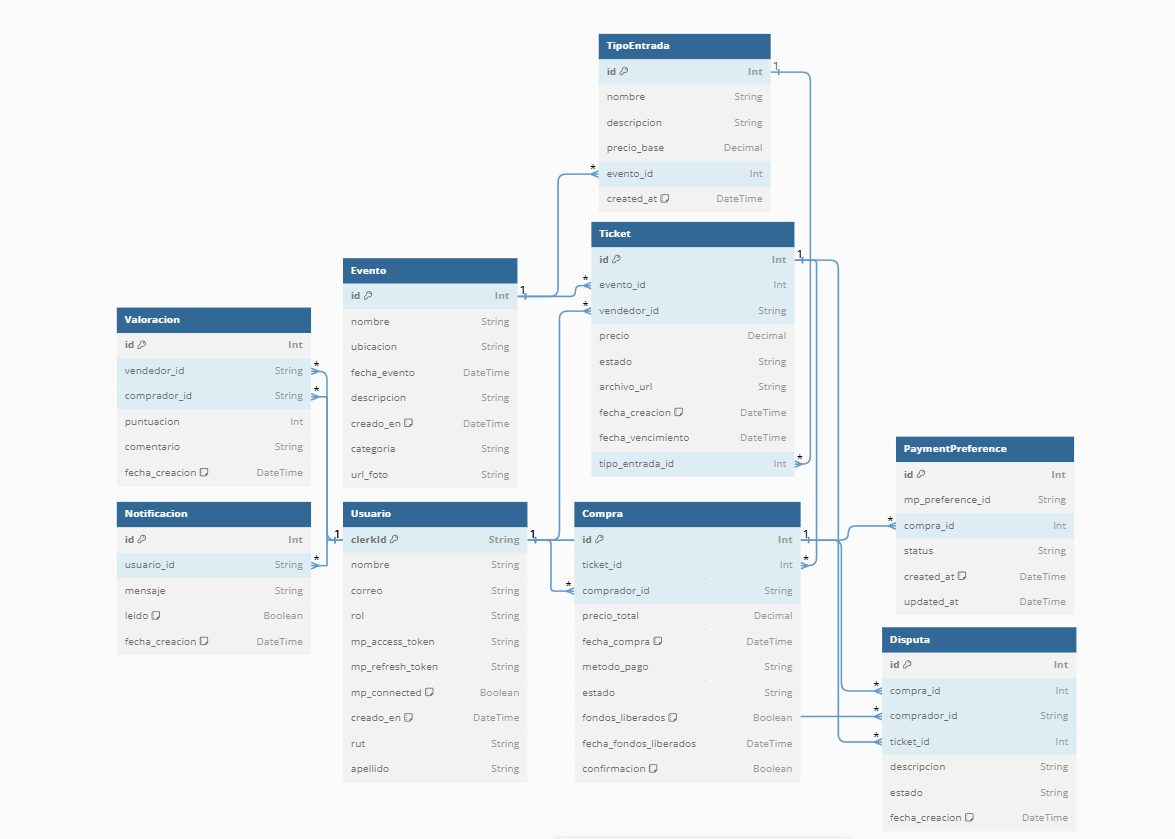 TipoEntrada
id Int
nombre String
descripcion String
precio_base Decimal
evento_id Int
created_at DateTime
1
*
Ticket
id Int
evento_id Int
vendedor_id String
precio Decimal
estado String
archivo_url String
fecha_creacion DateTime
fecha_vencimiento DateTime
tipo_entrada_id Int
1
*
*
*
Evento
id Int
nombre String
ubicacion String
fecha_evento DateTime
descripcion String
creado_en DateTime
categoria String
url_foto String
1
Valoracion
id Int
vendedor_id String
comprador_id String
puntuacion Int
comentario String
fecha_creacion DateTime
*
*
Notificacion
id Int
usuario_id String
mensaje String
leido Boolean
fecha_creacion DateTime
*
Usuario
clerkId String
nombre String
correo String
rol String
mp_access_token String
mp_refresh_token String
mp_connected Boolean
creado_en DateTime
rut String
apellido String
1
1
Compra
id Int
ticket_id Int
comprador_id String
precio_total Decimal
fecha_compra DateTime
metodo_pago String
estado String
fondos_liberados Boolean
fecha_fondos_liberados DateTime
confirmacion Boolean
1
*
*
PaymentPreference
id Int
mp_preference_id String
compra_id Int
status String
created_at DateTime
updated_at DateTime
*
Disputa
id Int
compra_id Int
comprador_id String
ticket_id Int
descripcion String
estado String
fecha_creacion DateTime
*
*
*